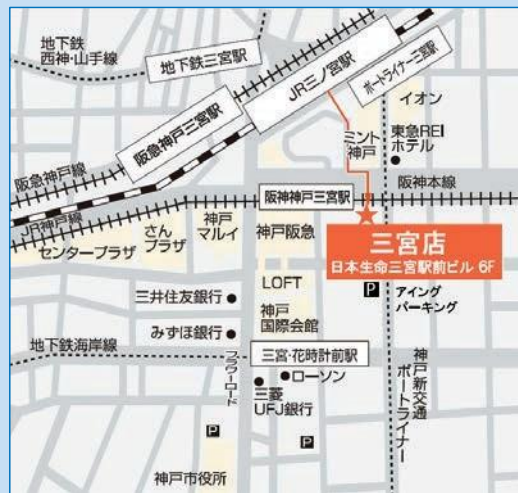 地下鉄
西神・山手線
地下鉄三宮駅
JR三ノ宮駅
ポートライナー三宮駅
イオン
阪急神戸三宮駅
ミント
神戸
東急REI
ホテル
阪急神戸線
阪神本線
阪神神戸三宮駅
JR神戸線
センタープラザ
さん
プラザ
神戸
マルイ
神戸阪急
三宮店
日本生命三宮駅前ビル 6F
LOFT
P
アイング
パーキング
三井住友銀行
神戸
国際会館
みずほ銀行
地下鉄海岸線
三宮・花時計前駅
フラワーロード
ローソン
三菱
UFJ銀行
神戸新交通
ポートライナー
P
P
神戸市役所